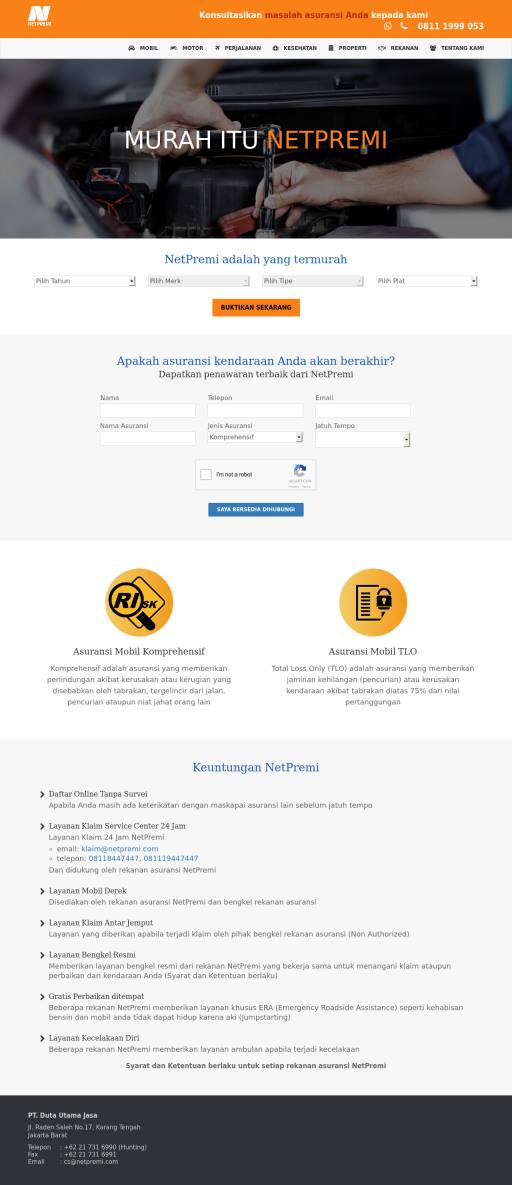 NETPREMI
Konsultasikan masalah asuransi Anda kepada kami
0811 1999 053
MOBIL MOTOR PERJALANAN KESEHATAN PROPERTI REKANAN TENTANG KAMI
MURAH ITU NETPREMI
NetPremi adalah yang termurah
Pilih Tahun Pilih Merk Pilih Tipe Pilih Plat
BUKTIKAN SEKARANG
Apakah asuransi kendaraan Anda akan berakhir?
Dapatkan penawaran terbaik dari NetPremi
Nama Telepon Email
Nama Asuransi Jenis Asuransi Jatuh Tempo
Komprehensif
I'm not a robot
reCAPTCHA
Privacy - Terms
SAYA BERSEDIA DIHUBUNGI
RISK
Asuransi Mobil Komprehensif
Komprehensif adalah asuransi yang memberikan
perlindungan akibat kerusakan atau kerugian yang
disebabkan oleh tabrakan, tergelincir dari jalan,
pencurian ataupun niat jahat orang lain
Asuransi Mobil TLO
Total Loss Only (TLO) adalah asuransi yang memberikan
jaminan kehilangan (pencurian) atau kerusakan
kendaraan akibat tabrakan diatas 75% dari nilai
pertanggungan
Keuntungan NetPremi
Daftar Online Tanpa Survei
Apabila Anda masih ada keterikatan dengan maskapai asuransi lain sebelum jatuh tempo
Layanan Klaim Service Center 24 Jam
Layanan Klaim 24 Jam NetPremi
email: klaim@netpremi.com
telepon: 08118447447, 081119447447
Dan didukung oleh rekanan asuransi NetPremi
Layanan Mobil Derek
Disediakan oleh rekanan asuransi NetPremi dan bengkel rekanan asuransi
Layanan Klaim Antar Jemput
Layanan yang diberikan apabila terjadi klaim oleh pihak bengkel rekanan asuransi (Non Authorized)
Layanan Bengkel Resmi
Memberikan layanan bengkel resmi dari rekanan NetPremi yang bekerja sama untuk menangani klaim ataupun
perbaikan dari kendaraan Anda (Syarat dan Ketentuan berlaku)
Gratis Perbaikan ditempat
Beberapa rekanan NetPremi memberikan layanan khusus ERA (Emergency Roadside Assistance) seperti kehabisan
bensin dan mobil anda tidak dapat hidup karena aki (Jumpstarting)
Layanan Kecelakaan Diri
Beberapa rekanan NetPremi memberikan layanan ambulan apabila terjadi kecelakaan
Syarat dan Ketentuan berlaku untuk setiap rekanan asuransi NetPremi
PT. Duta Utama Jasa
Jl. Raden Saleh No.17, Karang Tengah
Jakarta Barat
Telepon : +62 21 731 6990 (Hunting)
Fax : +62 21 731 6991
Email : cs@netpremi.com